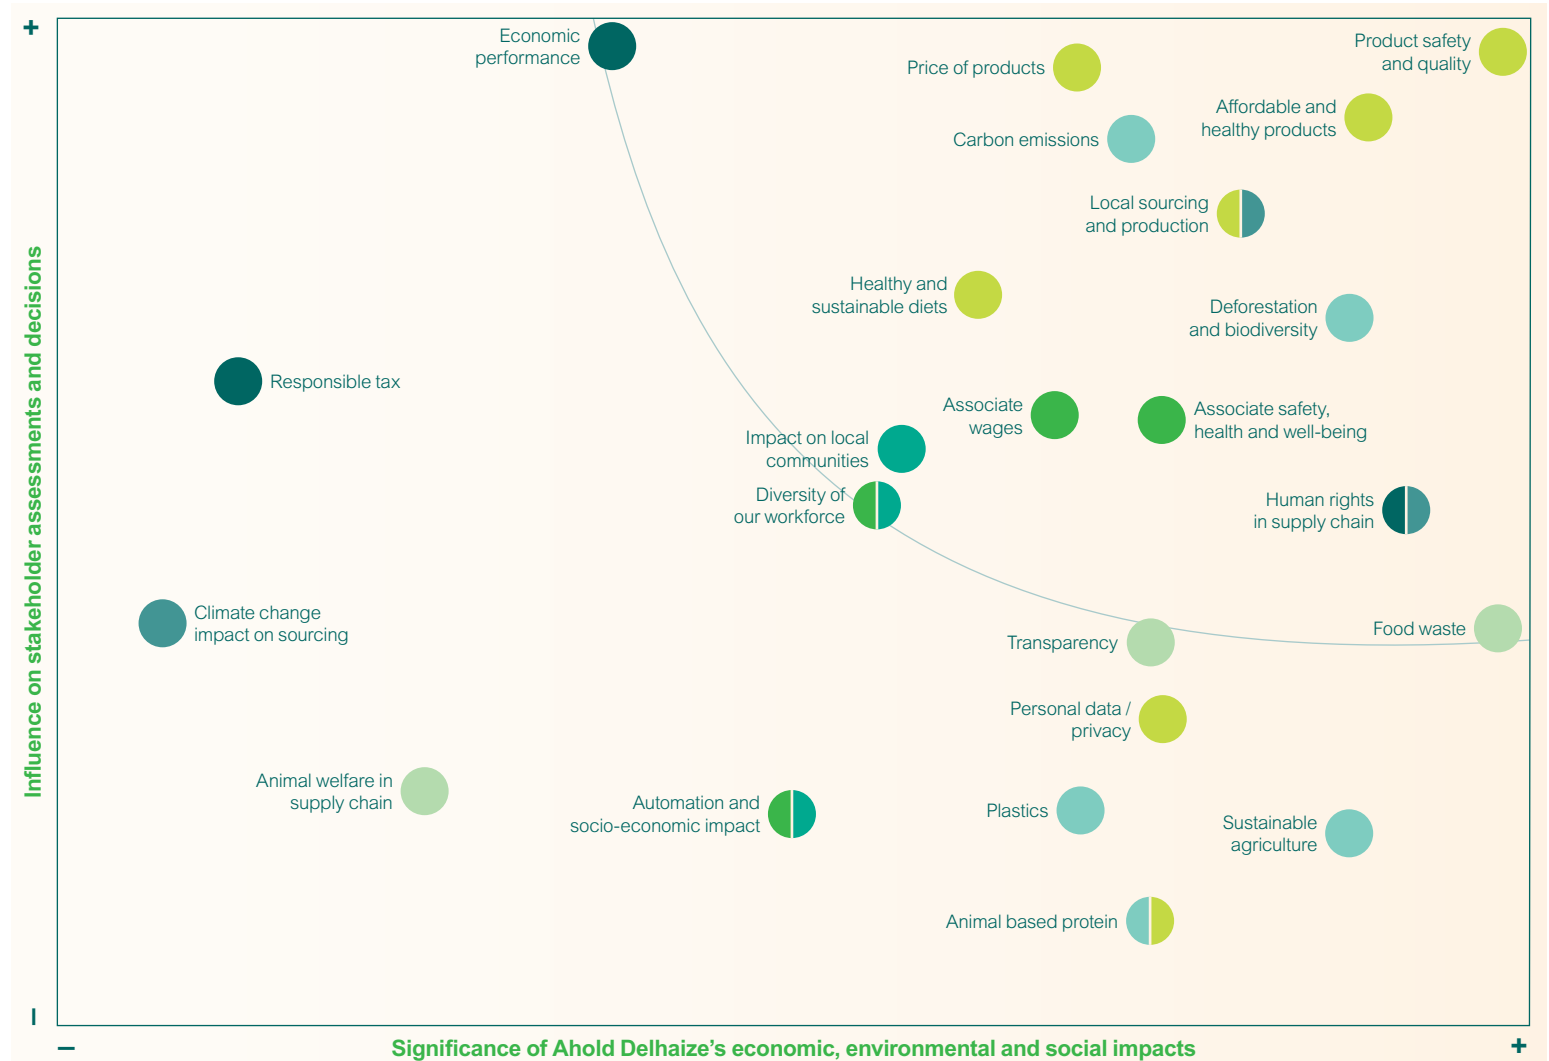 +
Economic
performance
Price of products
Product safety
and quality
Affordable and
healthy products
Carbon emissions
Local sourcing
and production
Healthy and
sustainable diets
Deforestation
and biodiversity
Responsible tax
Associate
wages
Associate safety,
health and well-being
Impact on local
communities
Diversity of
our workforce
Human rights
in supply chain
Climate change
impact on sourcing
Transparency
Food waste
Personal data /
privacy
Animal welfare in
supply chain
Automation and
socio-economic impact
Plastics
Sustainable
agriculture
Animal based protein
Influence on stakeholder assessments and decisions
–
–
Significance of Ahold Delhaize's economic, environmental and social impacts
+